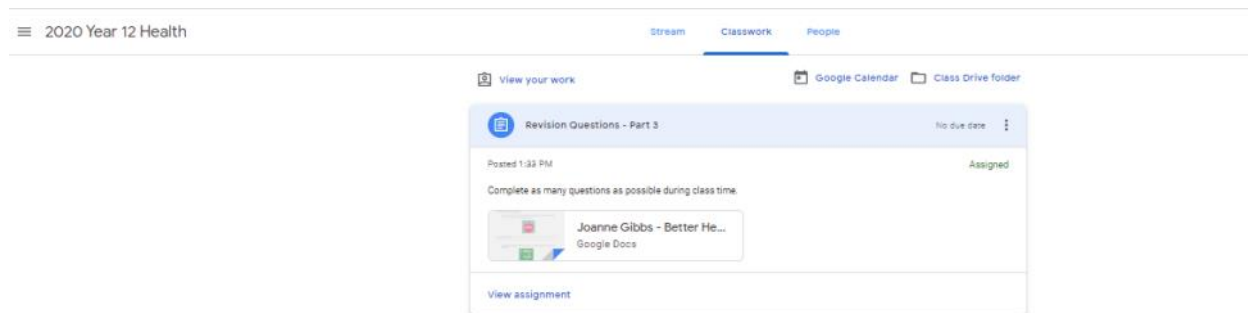 2020 Year 12 Health
Stream Classwork People
View your work Google Calendar Class Drive folder
Revision Questions - Part 3 No due date
Posted 1:33 PM Assigned
Complete as many questions as possible during class time.
Joanne Gibbs - Better He...
Google Docs
View assignment